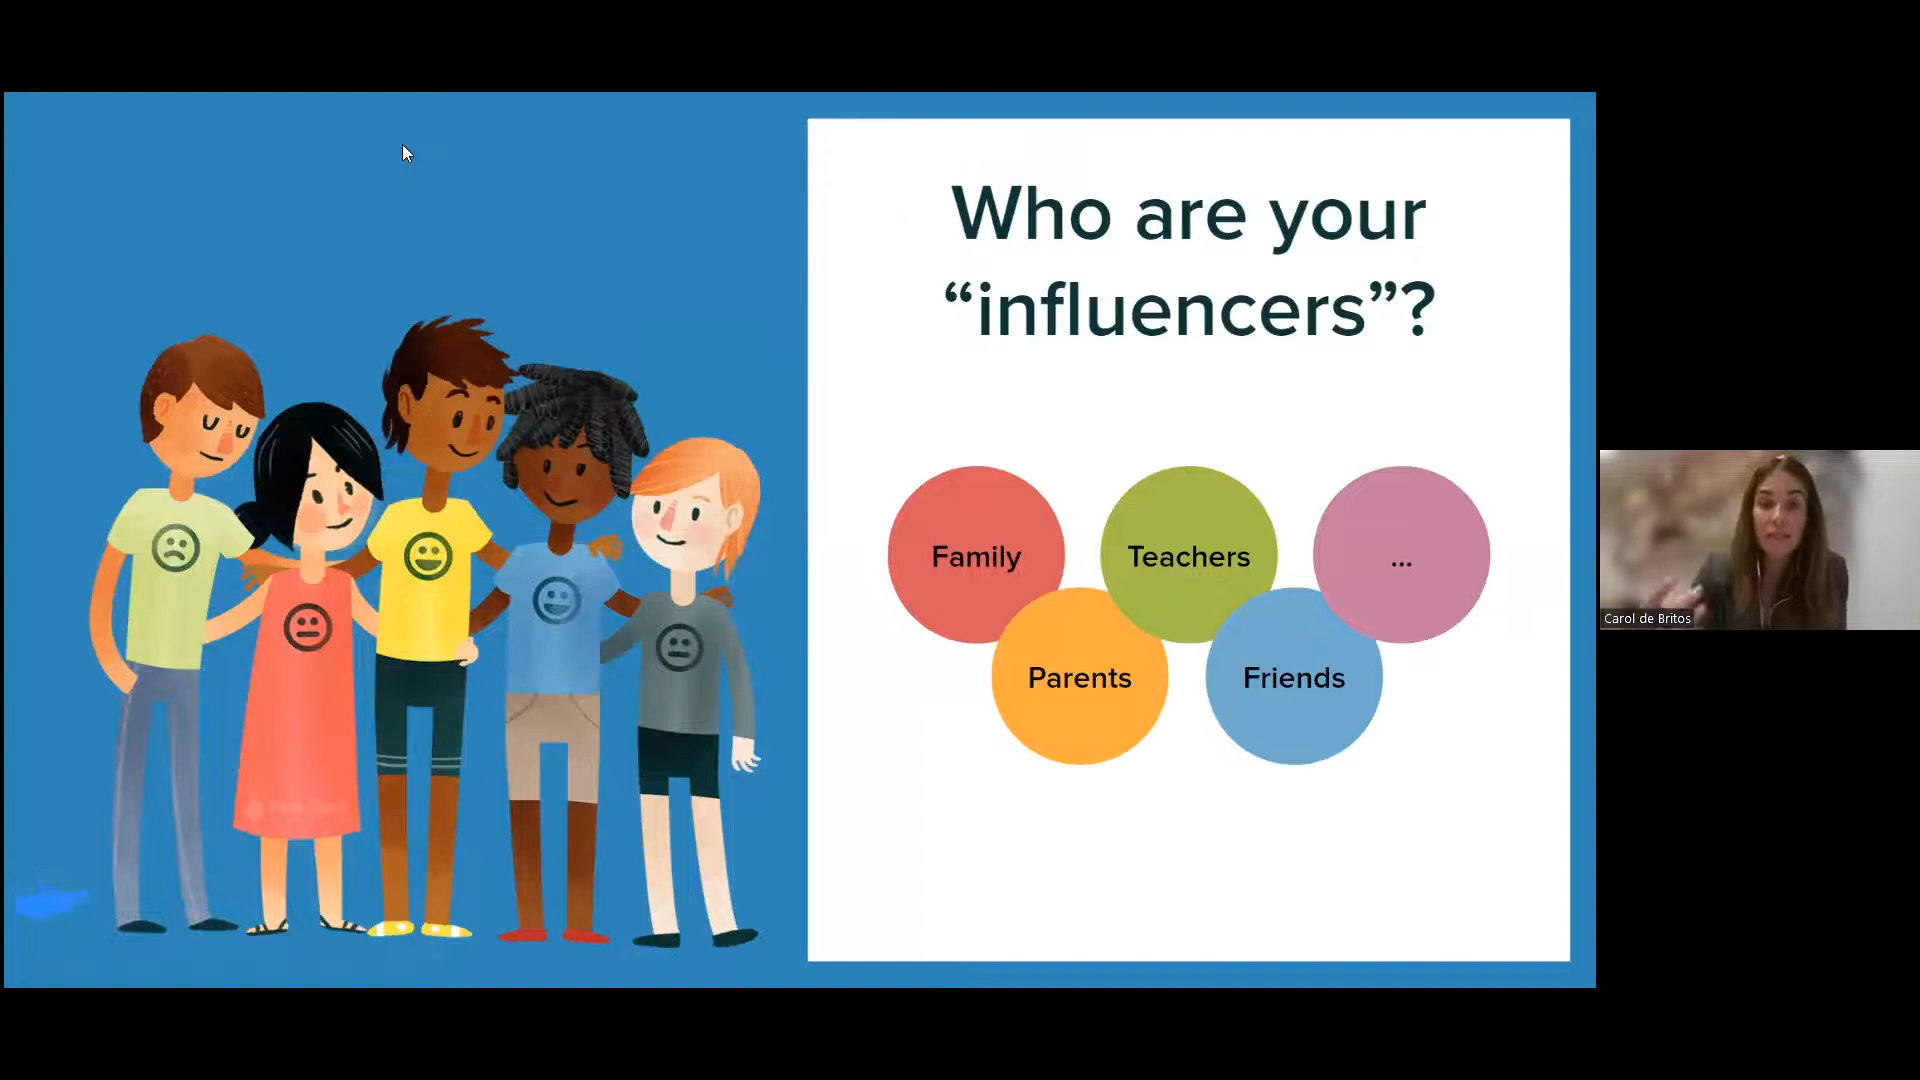 Who are your
“influencers”?
Family
Teachers
...
Parents
Friends
Carol de Britos